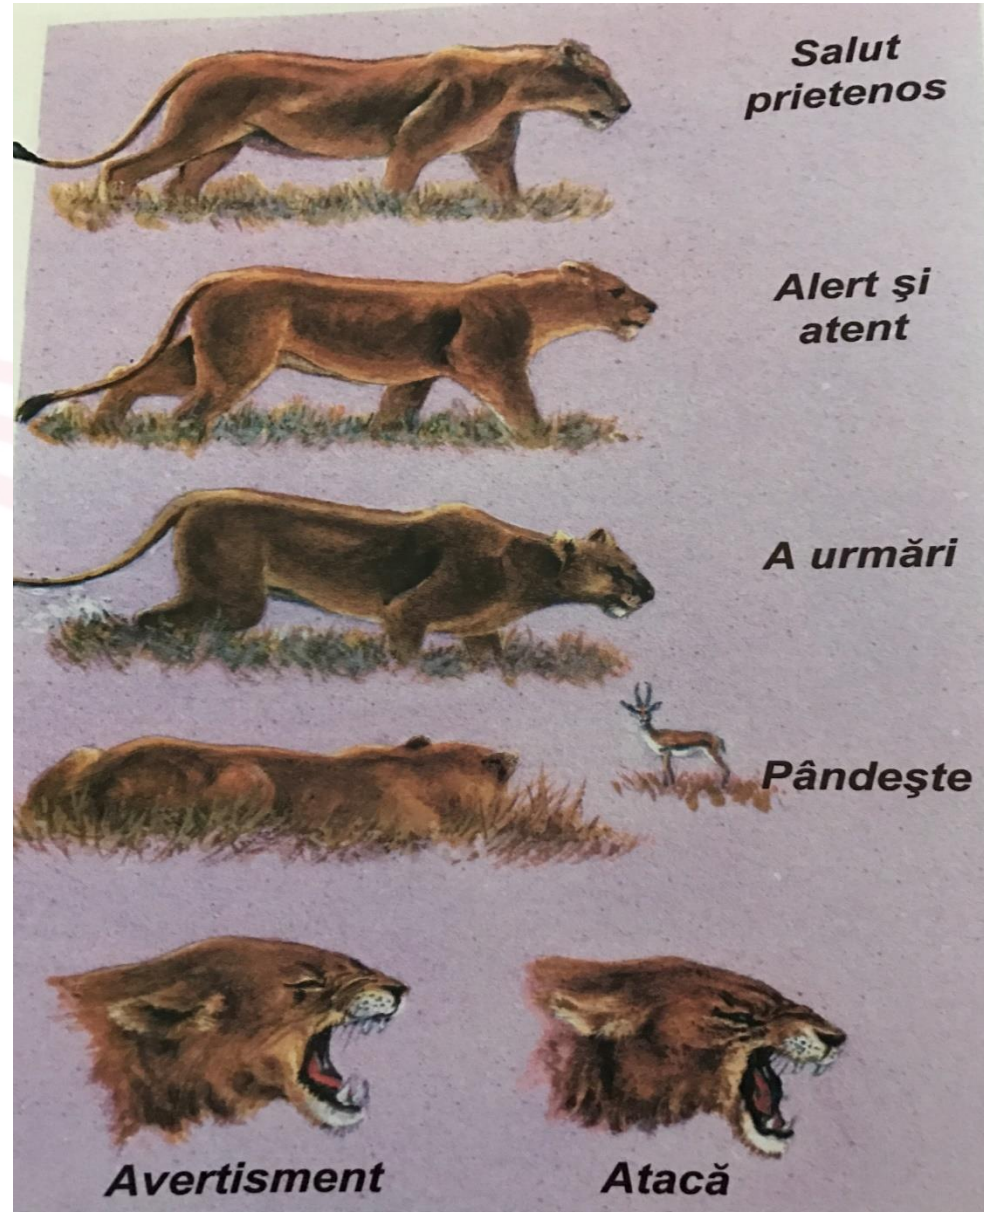 Salut
prietenos
Alert şi
atent
A urmări
Pândeşte
Avertisment
Atacă